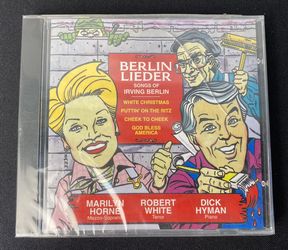 BERLIN
LIEDER
SONGS OF
IRVING BERLIN
WHITE CHRISTMAS
PUTTIN' ON THE RITZ
CHEEK TO CHEEK
GOD BLESS
AMERICA
MARILYN ROBERT DICK
HORNE WHITE HYMAN
Mezzo-Soprano Tenor Piano